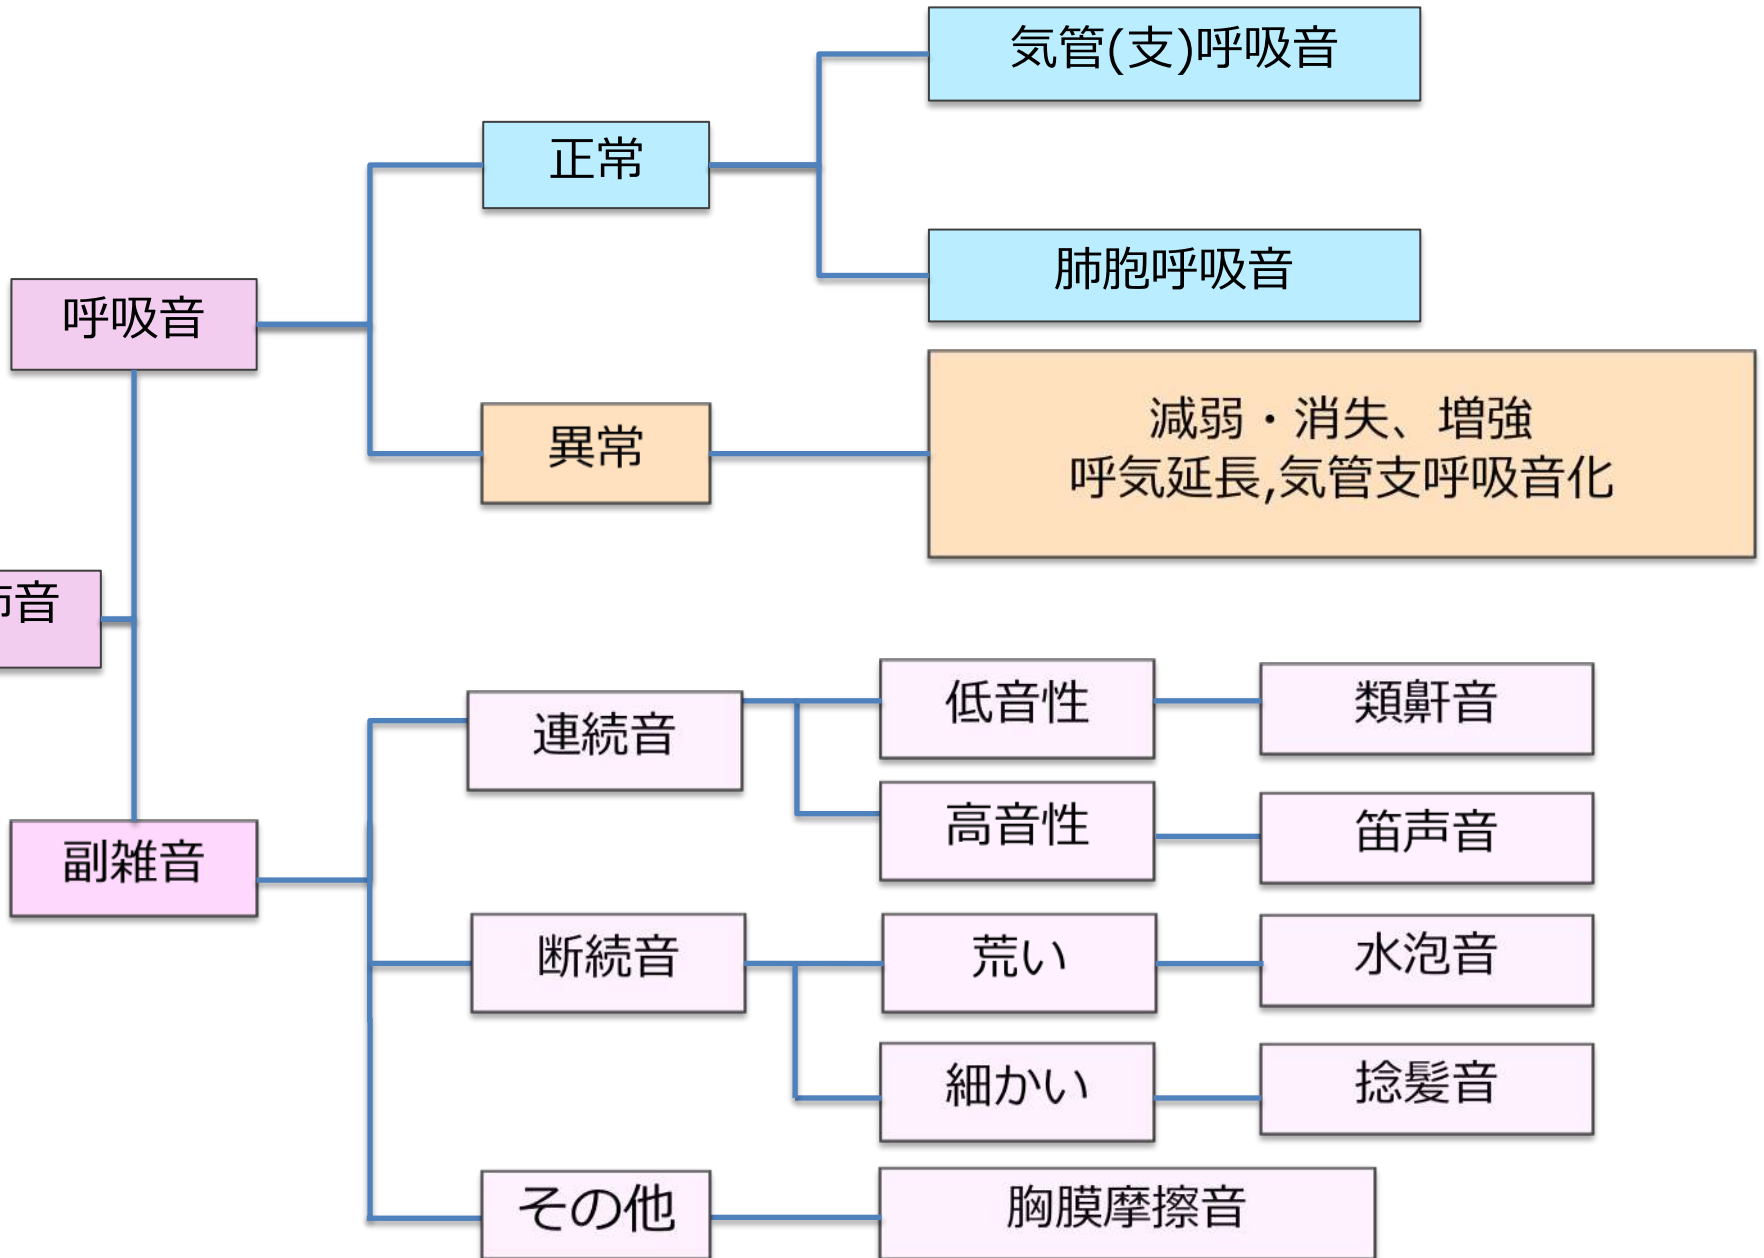 気管(支)呼吸音
正常
肺胞呼吸音
呼吸音
異常
減弱・消失、増強
呼気延長,気管支呼吸音化
音
連続音
低音性
類鼾音
高音性
笛声音
副雑音
断続音
荒い
水泡音
細かい
捻髪音
その他
胸膜摩擦音